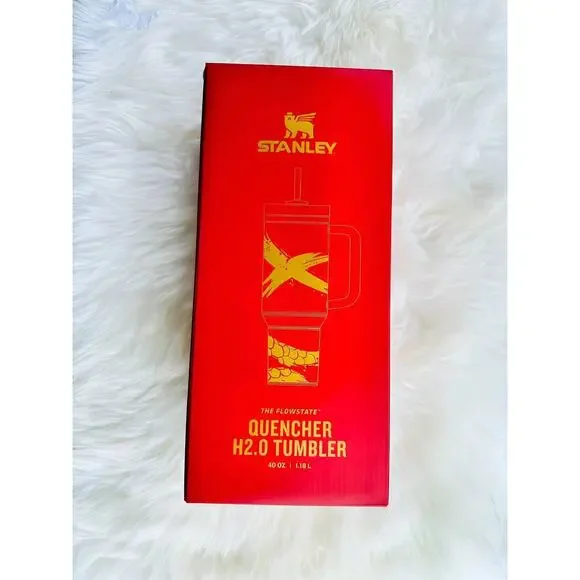 STANLEY
THE FLOWSTATE™
QUENCHER
H2.0 TUMBLER
40 OZ | 1.18 L